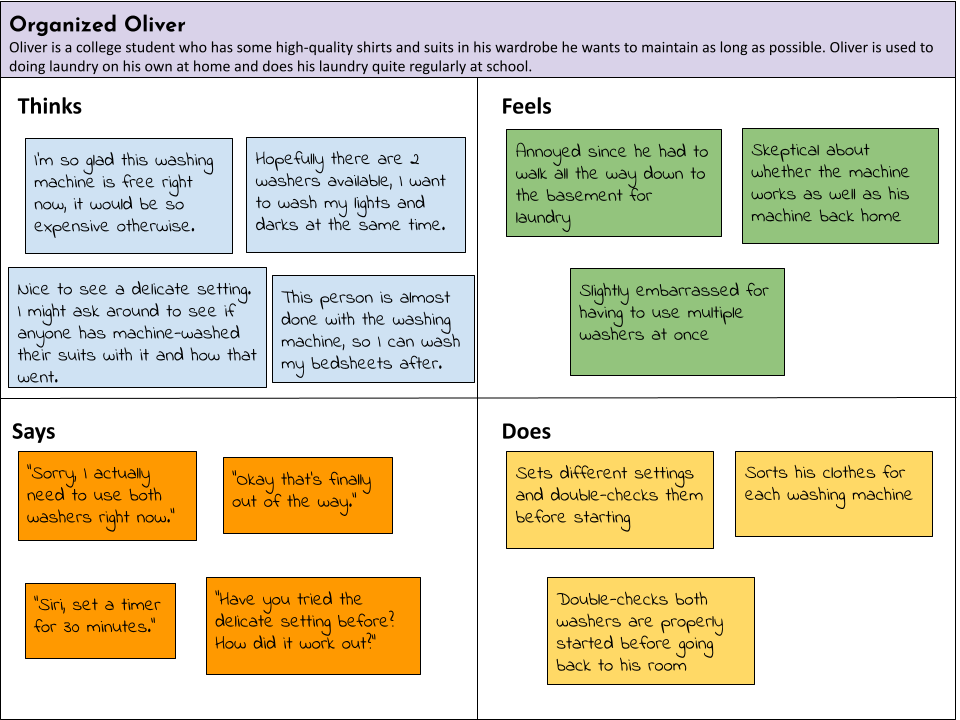 Organized Oliver
Oliver is a college student who has some high-quality shirts and suits in his wardrobe he wants to maintain as long as possible. Oliver is used to
doing laundry on his own at home and does his laundry quite regularly at school.
Thinks
I'm so glad this washing
machine is free right
now, it would be so
expensive otherwise.
Hopefully there are 2
washers available, I want
to wash my lights and
darks at the same time.
Nice to see a delicate setting.
I might ask around to see if
anyone has machine-washed
their suits with it and how that
went.
This person is almost
done with the washing
machine, so I can wash
my bedsheets after.
Feels
Annoyed since he had to
walk all the way down to
the basement for
laundry
Skeptical about
whether the machine
works as well as his
machine back home
Slightly embarrassed for
having to use multiple
washers at once
Says
"Sorry, I actually
need to use both
washers right now."
"Okay that's finally
out of the way."
"Siri, set a timer
for 30 minutes."
"Have you tried the
delicate setting before?
How did it work out?"
Does
Sets different settings
and double-checks them
before starting
Sorts his clothes for
each washing machine
Double-checks both
washers are properly
started before going
back to his room